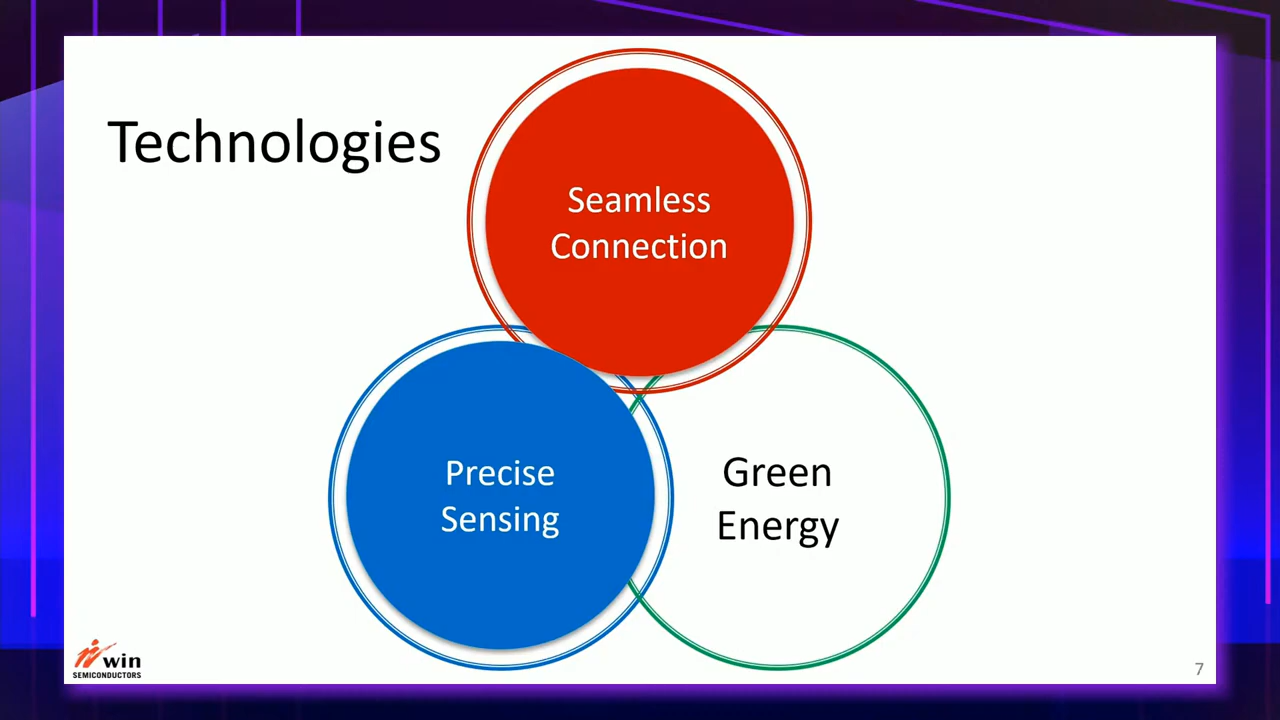 Technologies
Seamless
Connection
Precise
Sensing
Green
Energy
win
SEMICONDUCTORS
7